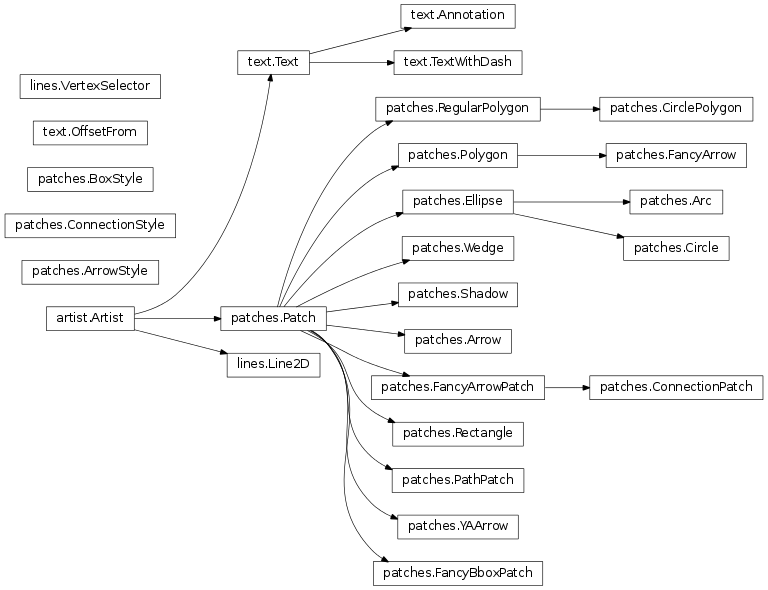 text.Annotation
text.Text
text.TextWithDash
lines.VertexSelector
patches.RegularPolygon
patches.CirclePolygon
text.OffsetFrom
patches.Polygon
patches.FancyArrow
patches.BoxStyle
patches.Ellipse
patches.Arc
patches.ConnectionStyle
patches.Wedge
patches.Circle
patches.ArrowStyle
patches.Shadow
artist.Artist
patches.Patch
patches.Arrow
lines.Line2D
patches.FancyArrowPatch
patches.ConnectionPatch
patches.Rectangle
patches.PathPatch
patches.YAArrow
patches.FancyBboxPatch